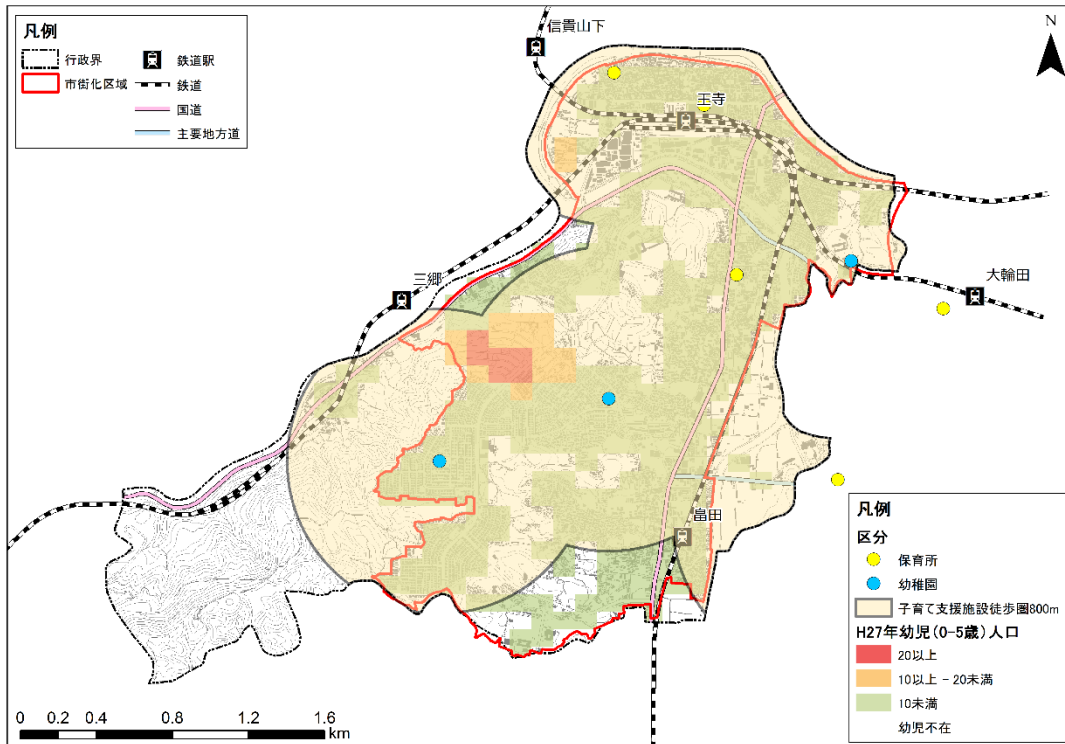 凡例
行政界
鉄道駅
市街化区域
鉄道
国道
主要地方道
信貴山下
N
王寺
三郷
大輪田
畠田
凡例
区分
保育所
幼稚園
子育て支援施設徒歩圏800m
H27年幼児(0-5歳)人口
20以上
10以上 - 20未満
10未満
幼児不在
0 0.2 0.4 0.8 1.2 1.6
km